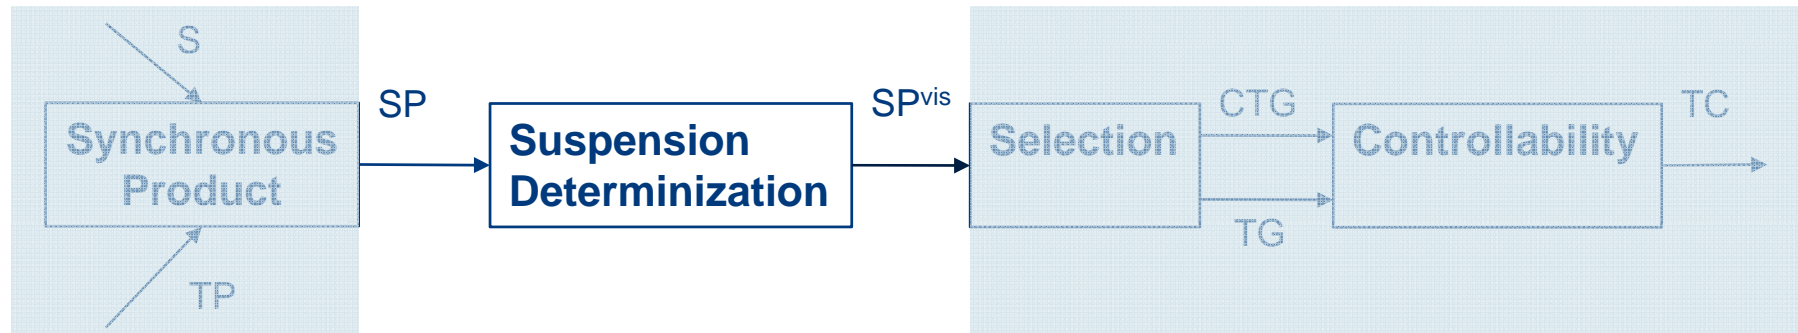 S
Synchronous
Product
TP
SP
Suspension
Determinization
SPvis
Selection
CTG
TG
Controllability
TC